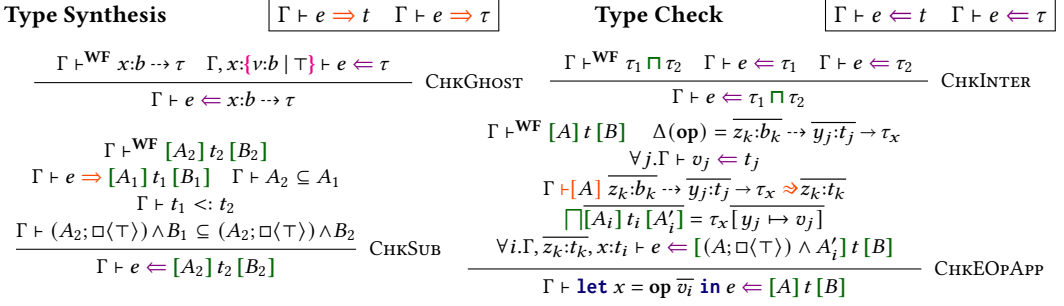 Type Synthesis Γ ⊢ e ⇒ t Γ ⊢ e ⇒ τ Type Check Γ ⊢ e ⇐ t Γ ⊢ e ⇐ τ
Γ ⊢^WF x:b ⇢ τ Γ, x:{v:b | ⊤} ⊢ e ⇐ τ
ChkGhost
Γ ⊢ e ⇐ x:b ⇢ τ
Γ ⊢^WF τ₁ ⊓ τ₂ Γ ⊢ e ⇐ τ₁ Γ ⊢ e ⇐ τ₂
ChkInter
Γ ⊢ e ⇐ τ₁ ⊓ τ₂
Γ ⊢^WF [A₂] t₂ [B₂]
Γ ⊢ e ⇒ [A₁] t₁ [B₁] Γ ⊢ A₂ ⊆ A₁
Γ ⊢ t₁ <: t₂
Γ ⊢ (A₂; □⟨⊤⟩) ∧ B₁ ⊆ (A₂; □⟨⊤⟩) ∧ B₂
ChkSub
Γ ⊢ e ⇐ [A₂] t₂ [B₂]
Γ ⊢^WF [A] t [B] Δ(op) = \overline{z_k:b_k} ⇢ \overline{y_j:t_j} → τ_x
∀j.Γ ⊢ v_j ⇐ t_j
Γ ⊢[A] \overline{z_k:b_k} ⇢ \overline{y_j:t_j} → τ_x ⇝ \overline{z_k:t_k}
⨅\overline{[A_i] t_i [A'_i]} = τ_x\overline{[y_j ↦ v_j]}
∀i.Γ, \overline{z_k:t_k}, x:t_i ⊢ e ⇐ [(A; □⟨⊤⟩) ∧ A'_i] t [B]
ChkEOpApp
Γ ⊢ let x = op \overline{v_i} in e ⇐ [A] t [B]